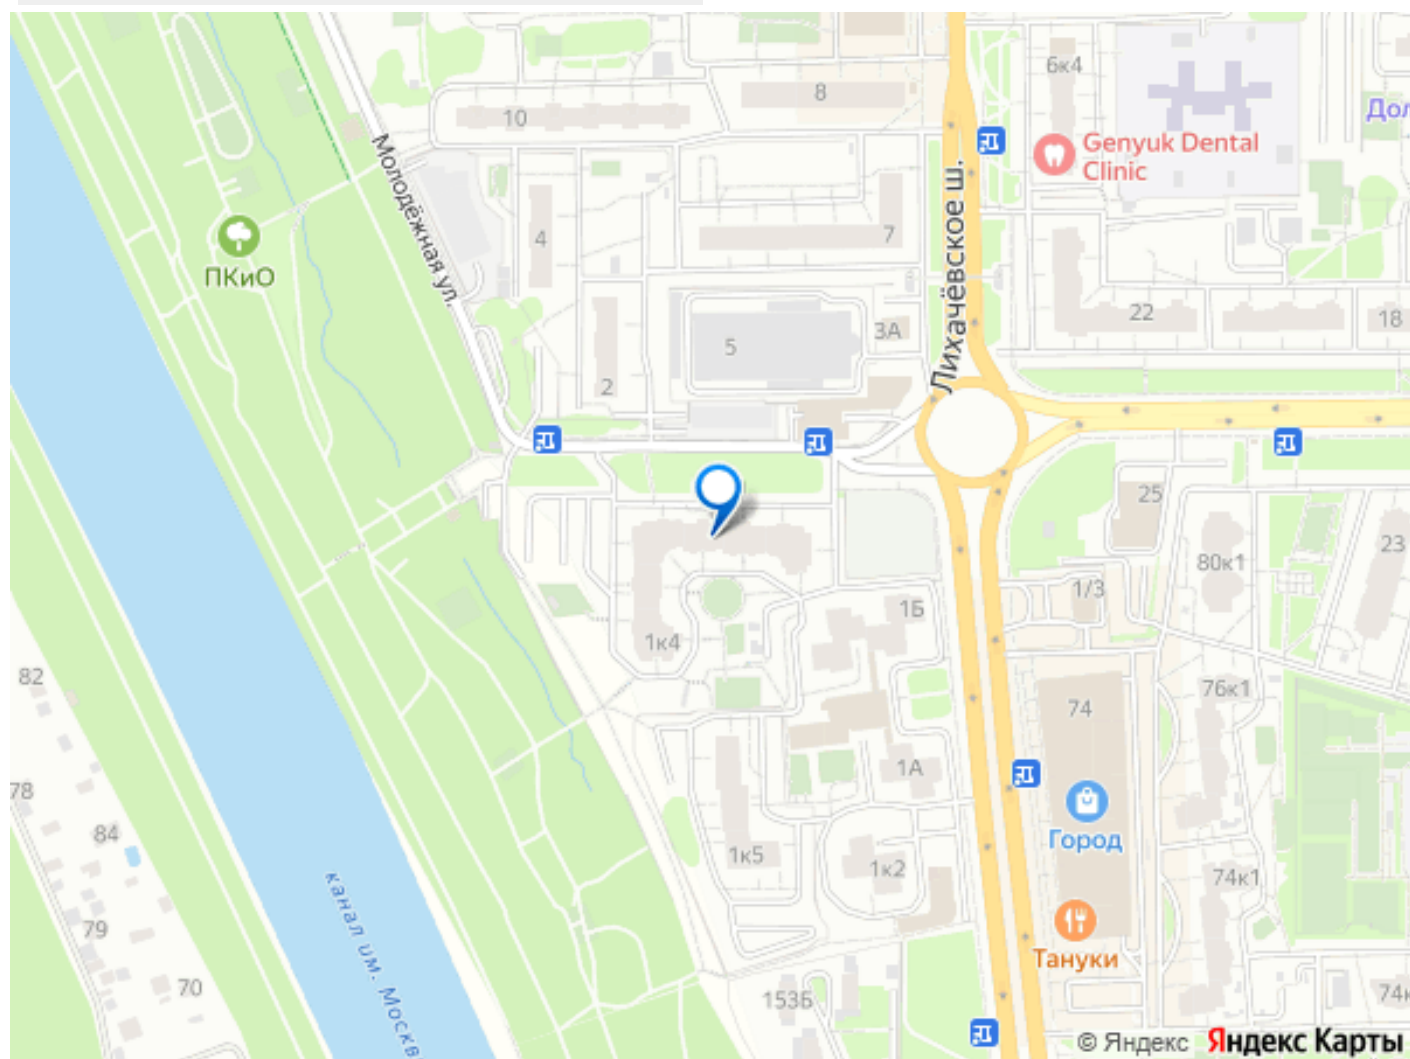 8
6к4
10
Дол
Genyuk Dental
Clinic
Молодёжная ул.
Лихачёвское ш.
4
7
ПКиО
22
18
3А
5
2
25
23
80к1
1/3
1Б
1к4
82
76к1
74
1А
78
84
Город
1к5
1к2
74к1
канал им. Москв
79
Тануки
70
153Б
74к
© Яндекс Яндекс Карты